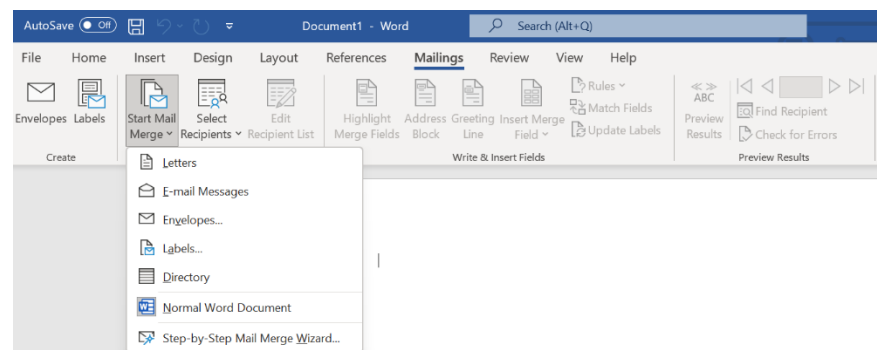 AutoSave Off Document1 - Word Search (Alt+Q)
File Home Insert Design Layout References Mailings Review View Help
Envelopes Labels
Start Mail Merge
Select Recipients
Edit Recipient List
Highlight Merge Fields
Address Block
Greeting Line
Insert Merge Field
Rules
Match Fields
Update Labels
ABC
Preview Results
Find Recipient
Check for Errors
Create Write & Insert Fields Preview Results
Letters
E-mail Messages
Envelopes...
Labels...
Directory
Normal Word Document
Step-by-Step Mail Merge Wizard...